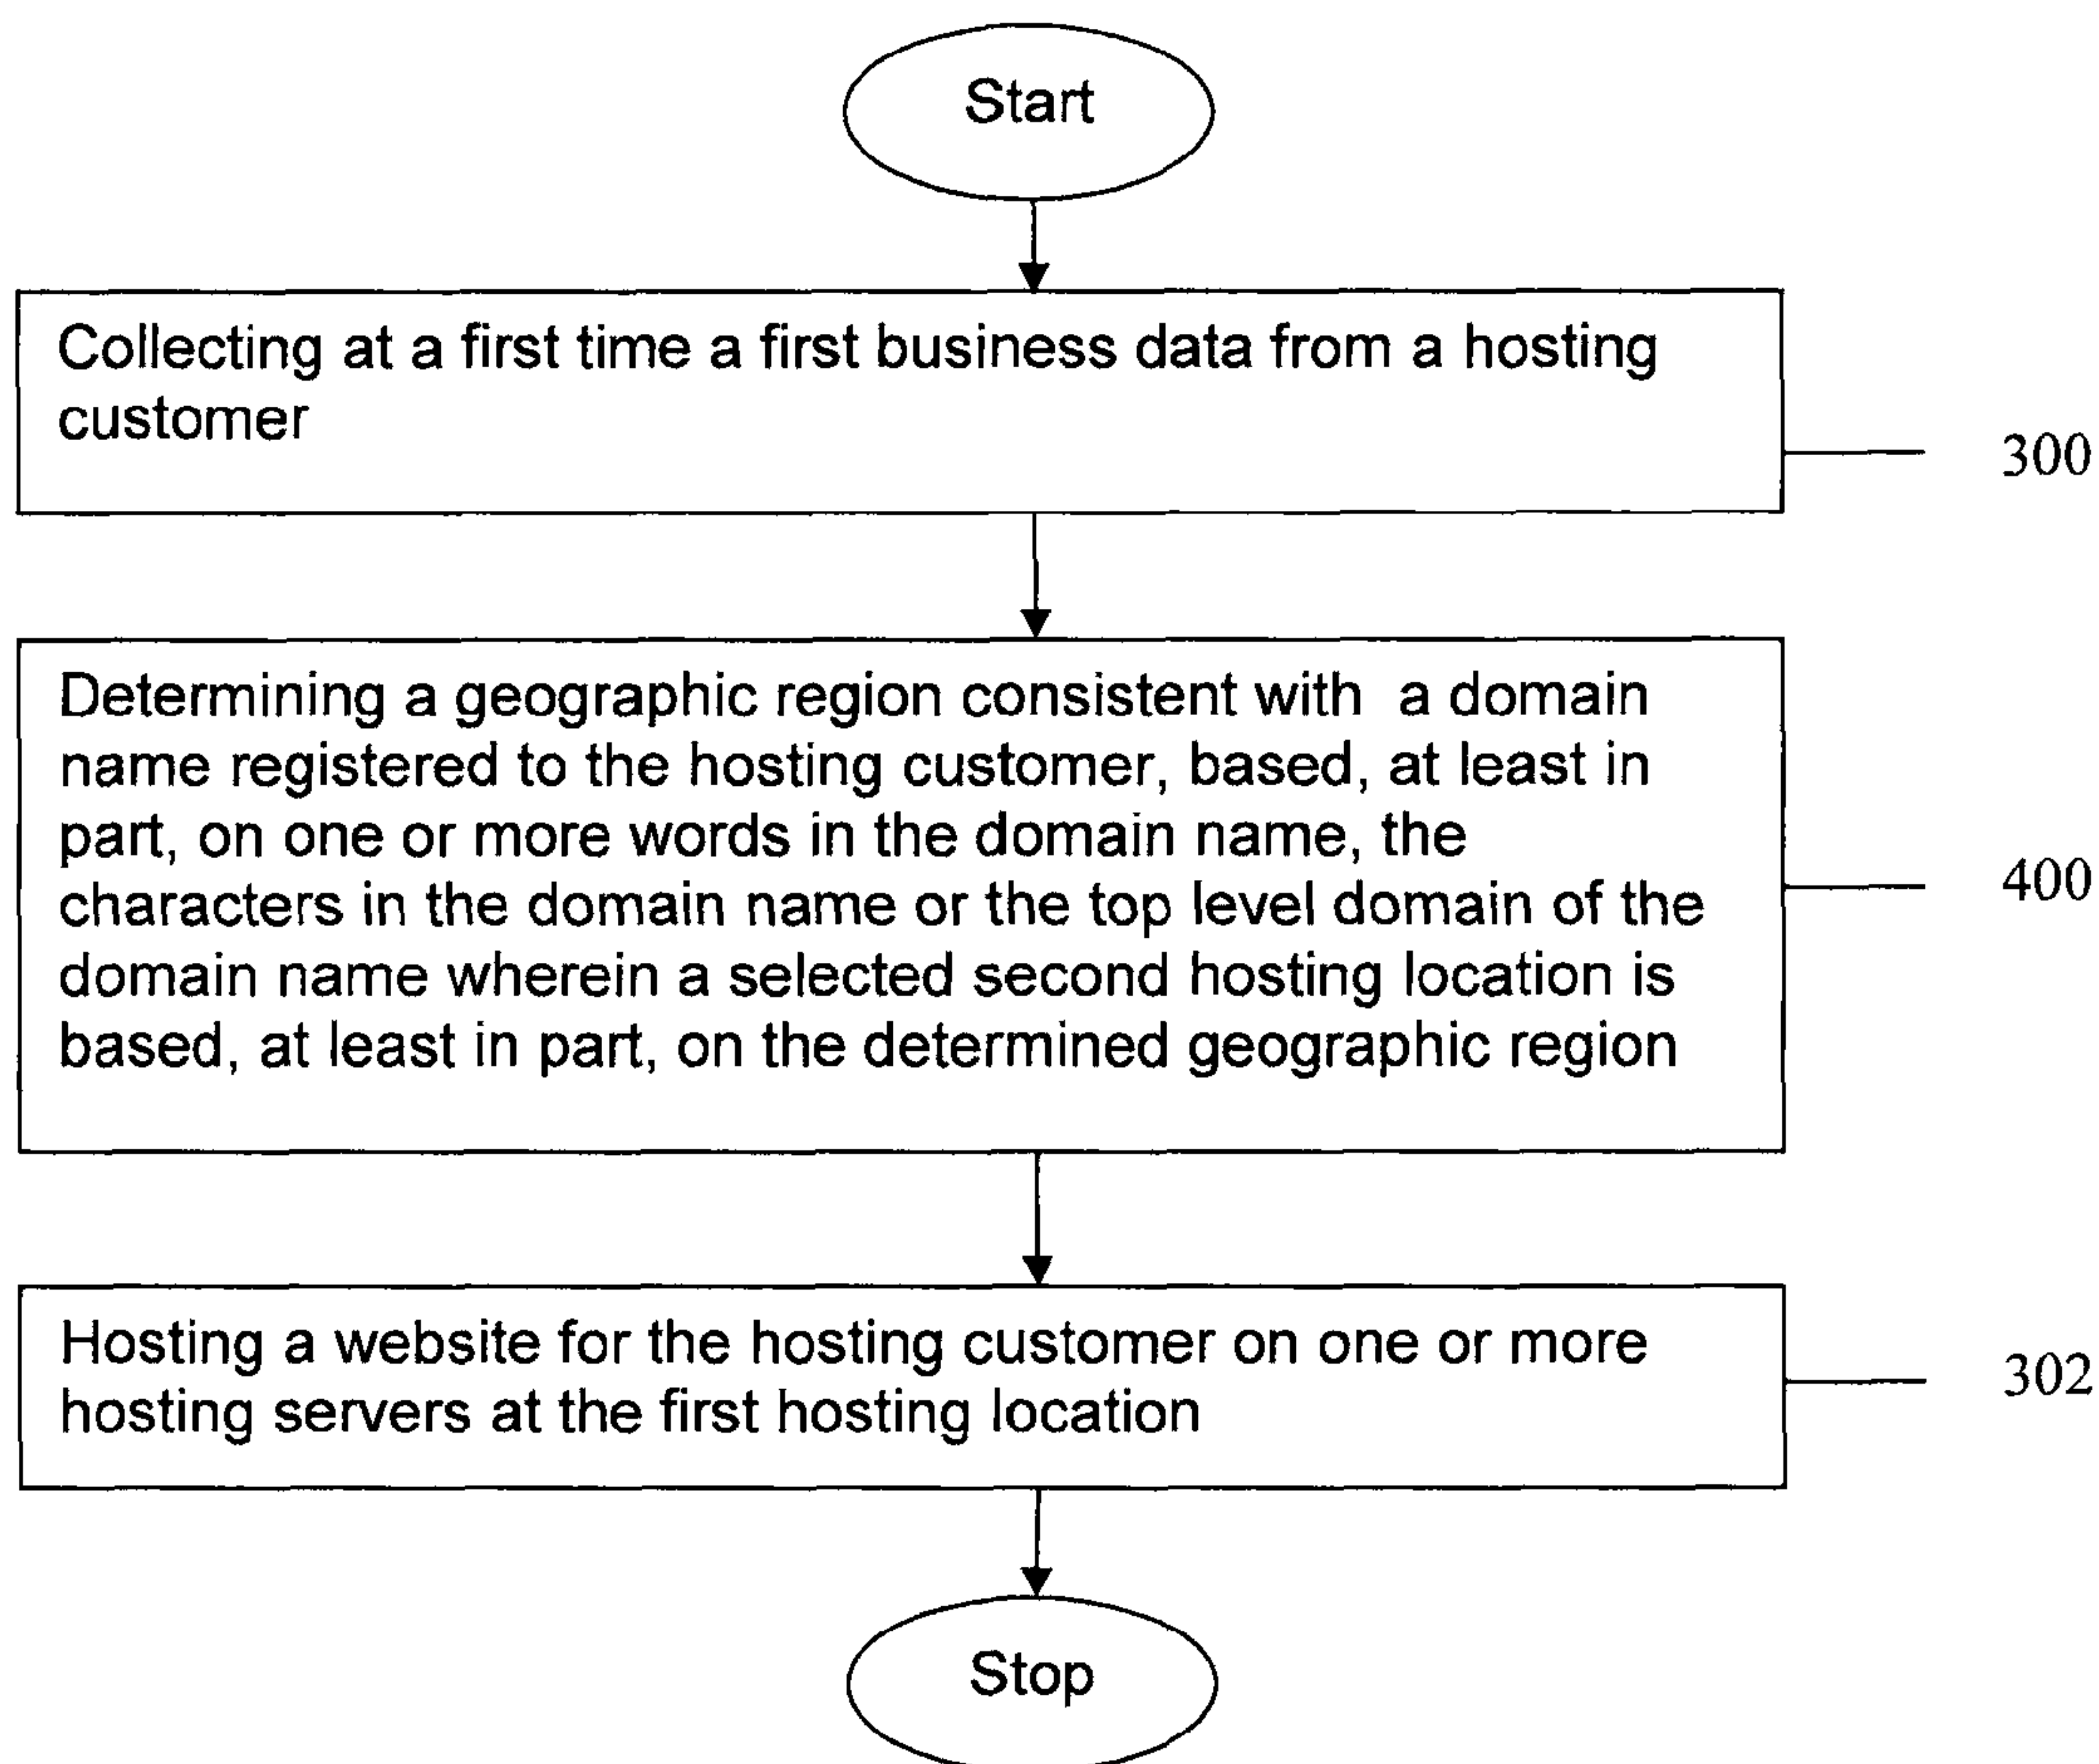 Start
Collecting at a first time a first business data from a hosting
customer
300
Determining a geographic region consistent with a domain
name registered to the hosting customer, based, at least in
part, on one or more words in the domain name, the
characters in the domain name or the top level domain of the
domain name wherein a selected second hosting location is
based, at least in part, on the determined geographic region
400
Hosting a website for the hosting customer on one or more
hosting servers at the first hosting location
302
Stop